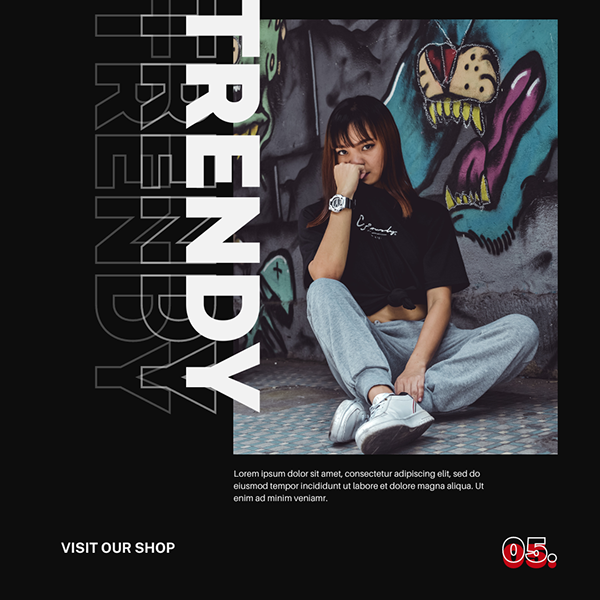 TRENDY
TRENDY
TRENDY
TRENDY
Lorem ipsum dolor sit amet, consectetur adipiscing elit, sed do
eiusmod tempor incididunt ut labore et dolore magna aliqua. Ut
enim ad minim veniamr.
VISIT OUR SHOP
05.